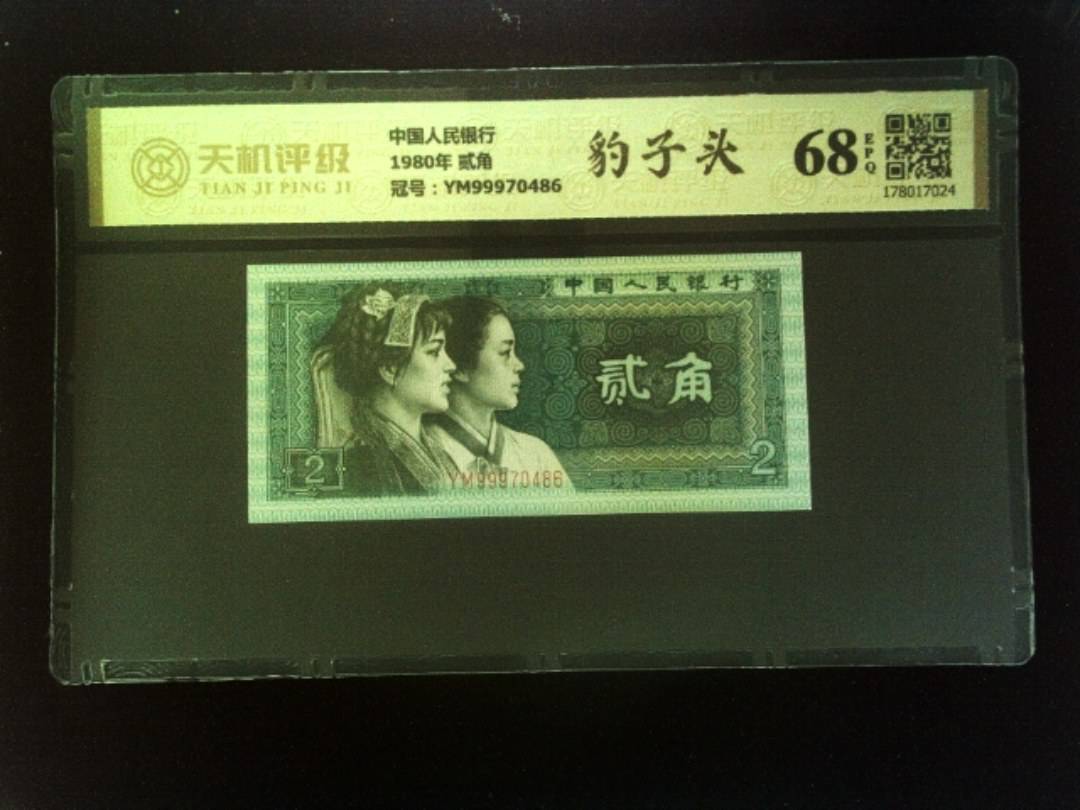 天机评级
TIAN JI PING JI
中国人民银行
1980年 贰角
冠号：YM99970486
豹子头
68
EPQ
178017024
中国人民银行
贰角
2
2
YM99970486